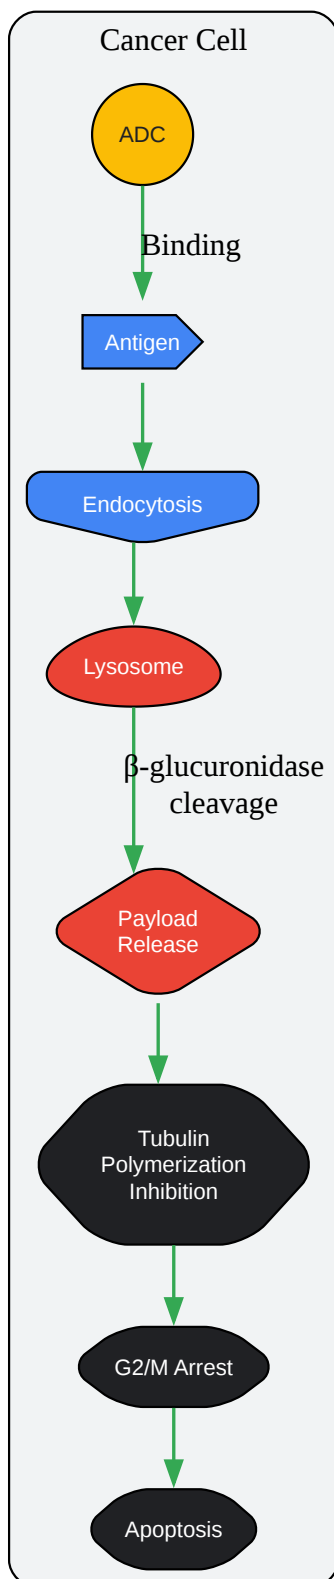 Cancer Cell
ADC
Binding
Antigen
Endocytosis
Lysosome
β-glucuronidase
cleavage
Payload
Release
Tubulin
Polymerization
Inhibition
G2/M Arrest
Apoptosis